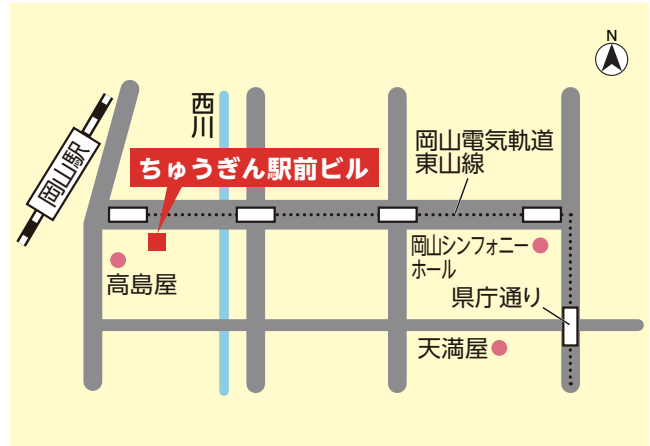 N
西川
岡山駅
ちゅうぎん駅前ビル
岡山電気軌道
東山線
高島屋
岡山シンフォニー
ホール
県庁通り
天満屋